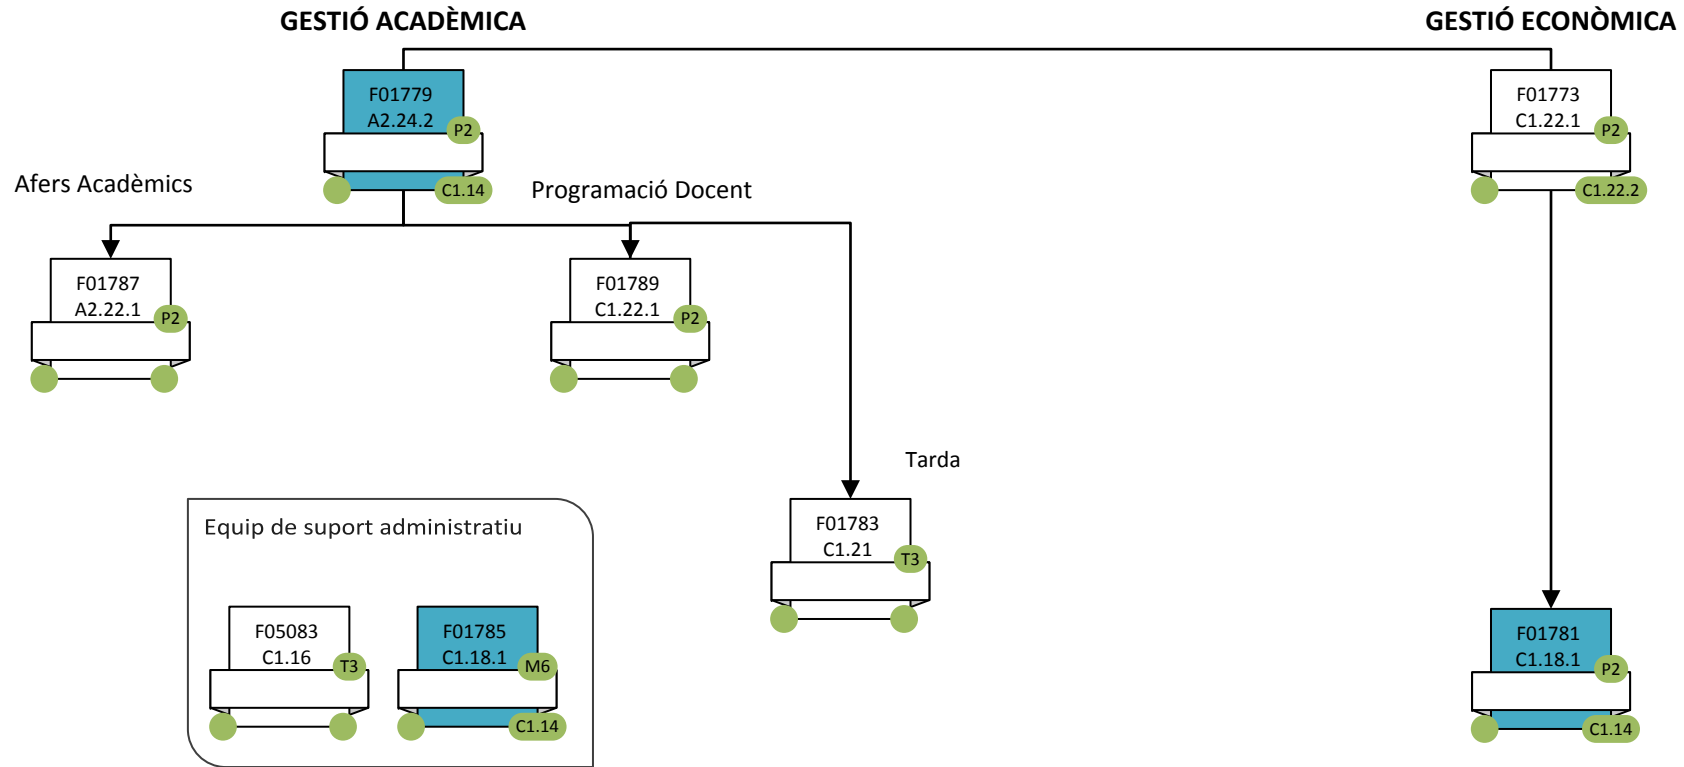 GESTIÓ ACADÈMICA
GESTIÓ ECONÒMICA
F01779
A2.24.2
P2
C1.14
F01773
C1.22.1
P2
C1.22.2
Afers Acadèmics
Programació Docent
F01787
A2.22.1
P2
F01789
C1.22.1
P2
Tarda
F01783
C1.21
T3
Equip de suport administratiu
F05083
C1.16
T3
F01785
C1.18.1
M6
C1.14
F01781
C1.18.1
P2
C1.14